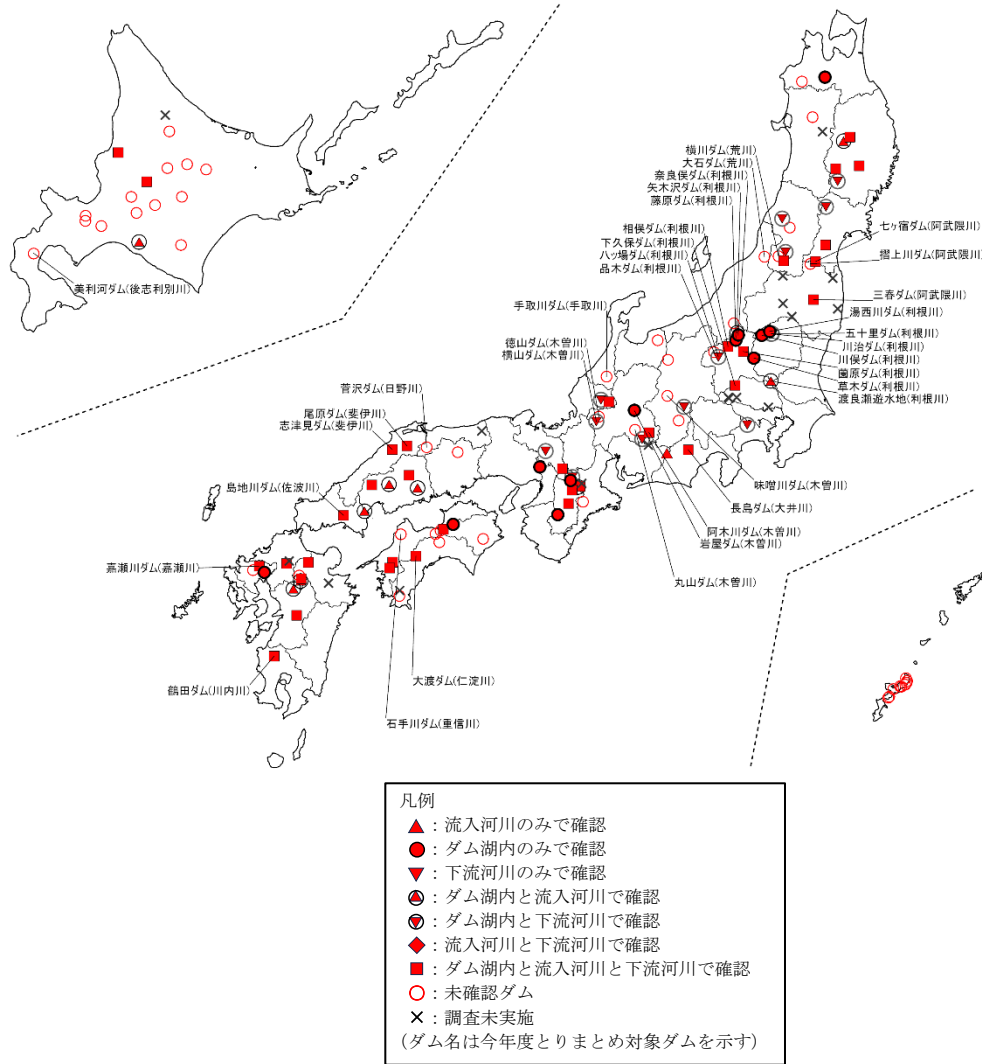 横川ダム(荒川)
大石ダム(荒川)
奈良俣ダム(利根川)
矢木沢ダム(利根川)
藤原ダム(利根川)
相俣ダム(利根川)
下久保ダム(利根川)
八ッ場ダム(利根川)
品木ダム(利根川)
七ヶ宿ダム(阿武隈川)
摺上川ダム(阿武隈川)
三春ダム(阿武隈川)
湯西川ダム(利根川)
五十里ダム(利根川)
川治ダム(利根川)
川俣ダム(利根川)
薗原ダム(利根川)
草木ダム(利根川)
渡良瀬遊水地(利根川)
美利河ダム(後志利別川)
手取川ダム(手取川)
徳山ダム(木曽川)
横山ダム(木曽川)
菅沢ダム(日野川)
尾原ダム(斐伊川)
志津見ダム(斐伊川)
島地川ダム(佐波川)
味噌川ダム(木曽川)
長島ダム(大井川)
阿木川ダム(木曽川)
岩屋ダム(木曽川)
丸山ダム(木曽川)
嘉瀬川ダム(嘉瀬川)
鶴田ダム(川内川)
大渡ダム(仁淀川)
石手川ダム(重信川)
凡例
:流入河川のみで確認
:ダム湖内のみで確認
:下流河川のみで確認
:ダム湖内と流入河川で確認
:ダム湖内と下流河川で確認
:流入河川と下流河川で確認
:ダム湖内と流入河川と下流河川で確認
:未確認ダム
:調査未実施
(ダム名は今年度とりまとめ対象ダムを示す)